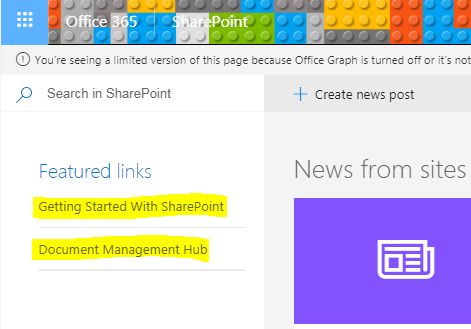 Office 365 SharePoint
You're seeing a limited version of this page because Office Graph is turned off or it's not
Search in SharePoint
Create news post
Featured links
Getting Started With SharePoint
Document Management Hub
News from sites